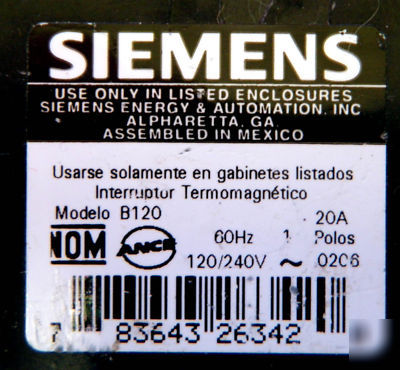 SIEMENS
USE ONLY IN LISTED ENCLOSURES
SIEMENS ENERGY & AUTOMATION, INC
ALPHARETTA, GA
ASSEMBLED IN MEXICO
Usarse solamente en gabinetes listados
Interruptor Termomagnético
Modelo B120 20A
NOM ANCE 60Hz 1 Polos
120/240V ~ 0206
7 83643 26342